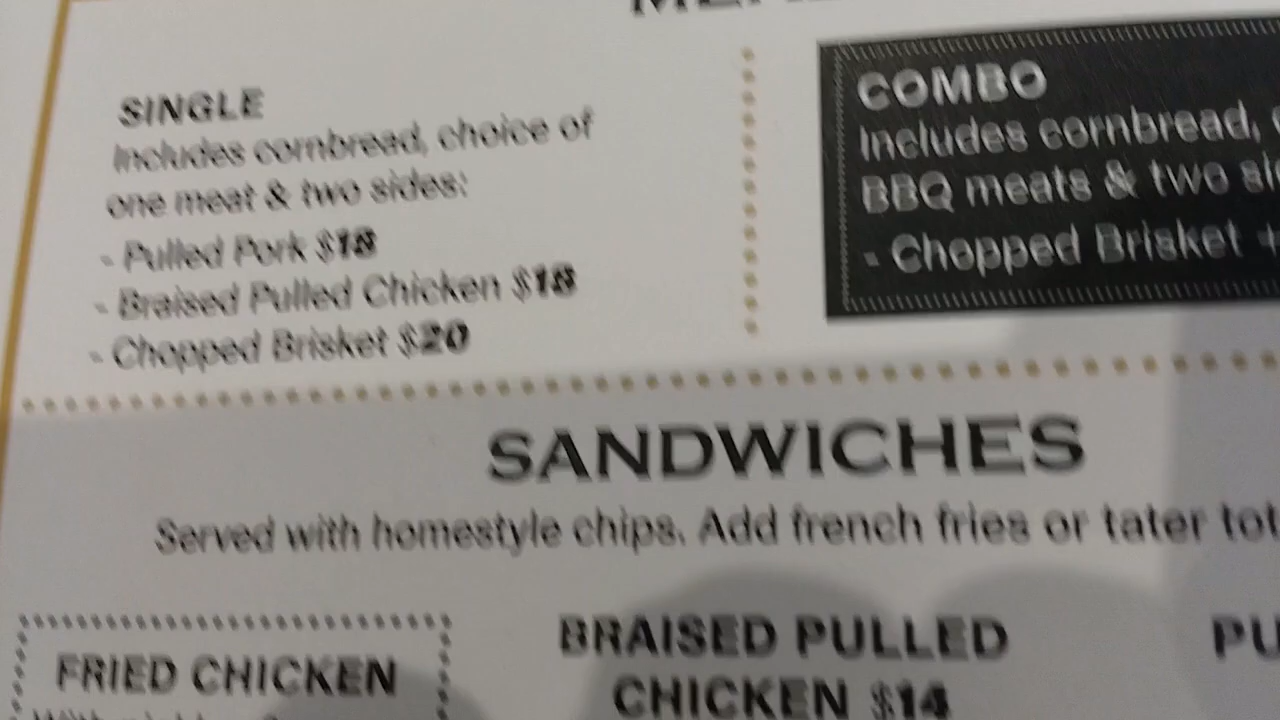 SINGLE
Includes cornbread, choice of
one meat & two sides:
- Pulled Pork $18
- Braised Pulled Chicken $18
- Chopped Brisket $20
COMBO
Includes cornbread,
BBQ meats & two
- Chopped Brisket +
SANDWICHES
Served with homestyle chips. Add french fries or tater
FRIED CHICKEN
BRAISED PULLED
CHICKEN $14